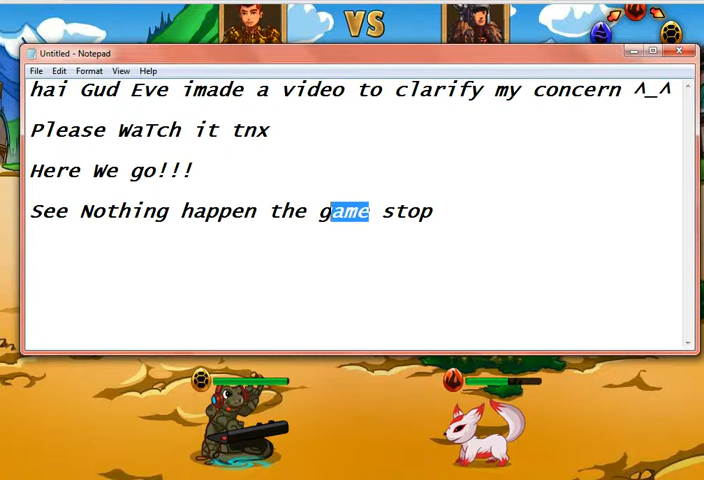 VS
Untitled - Notepad
File Edit Format View Help
hai Gud Eve imade a video to clarify my concern ^_^
Please WaTch it tnx
Here We go!!!
See Nothing happen the game stop